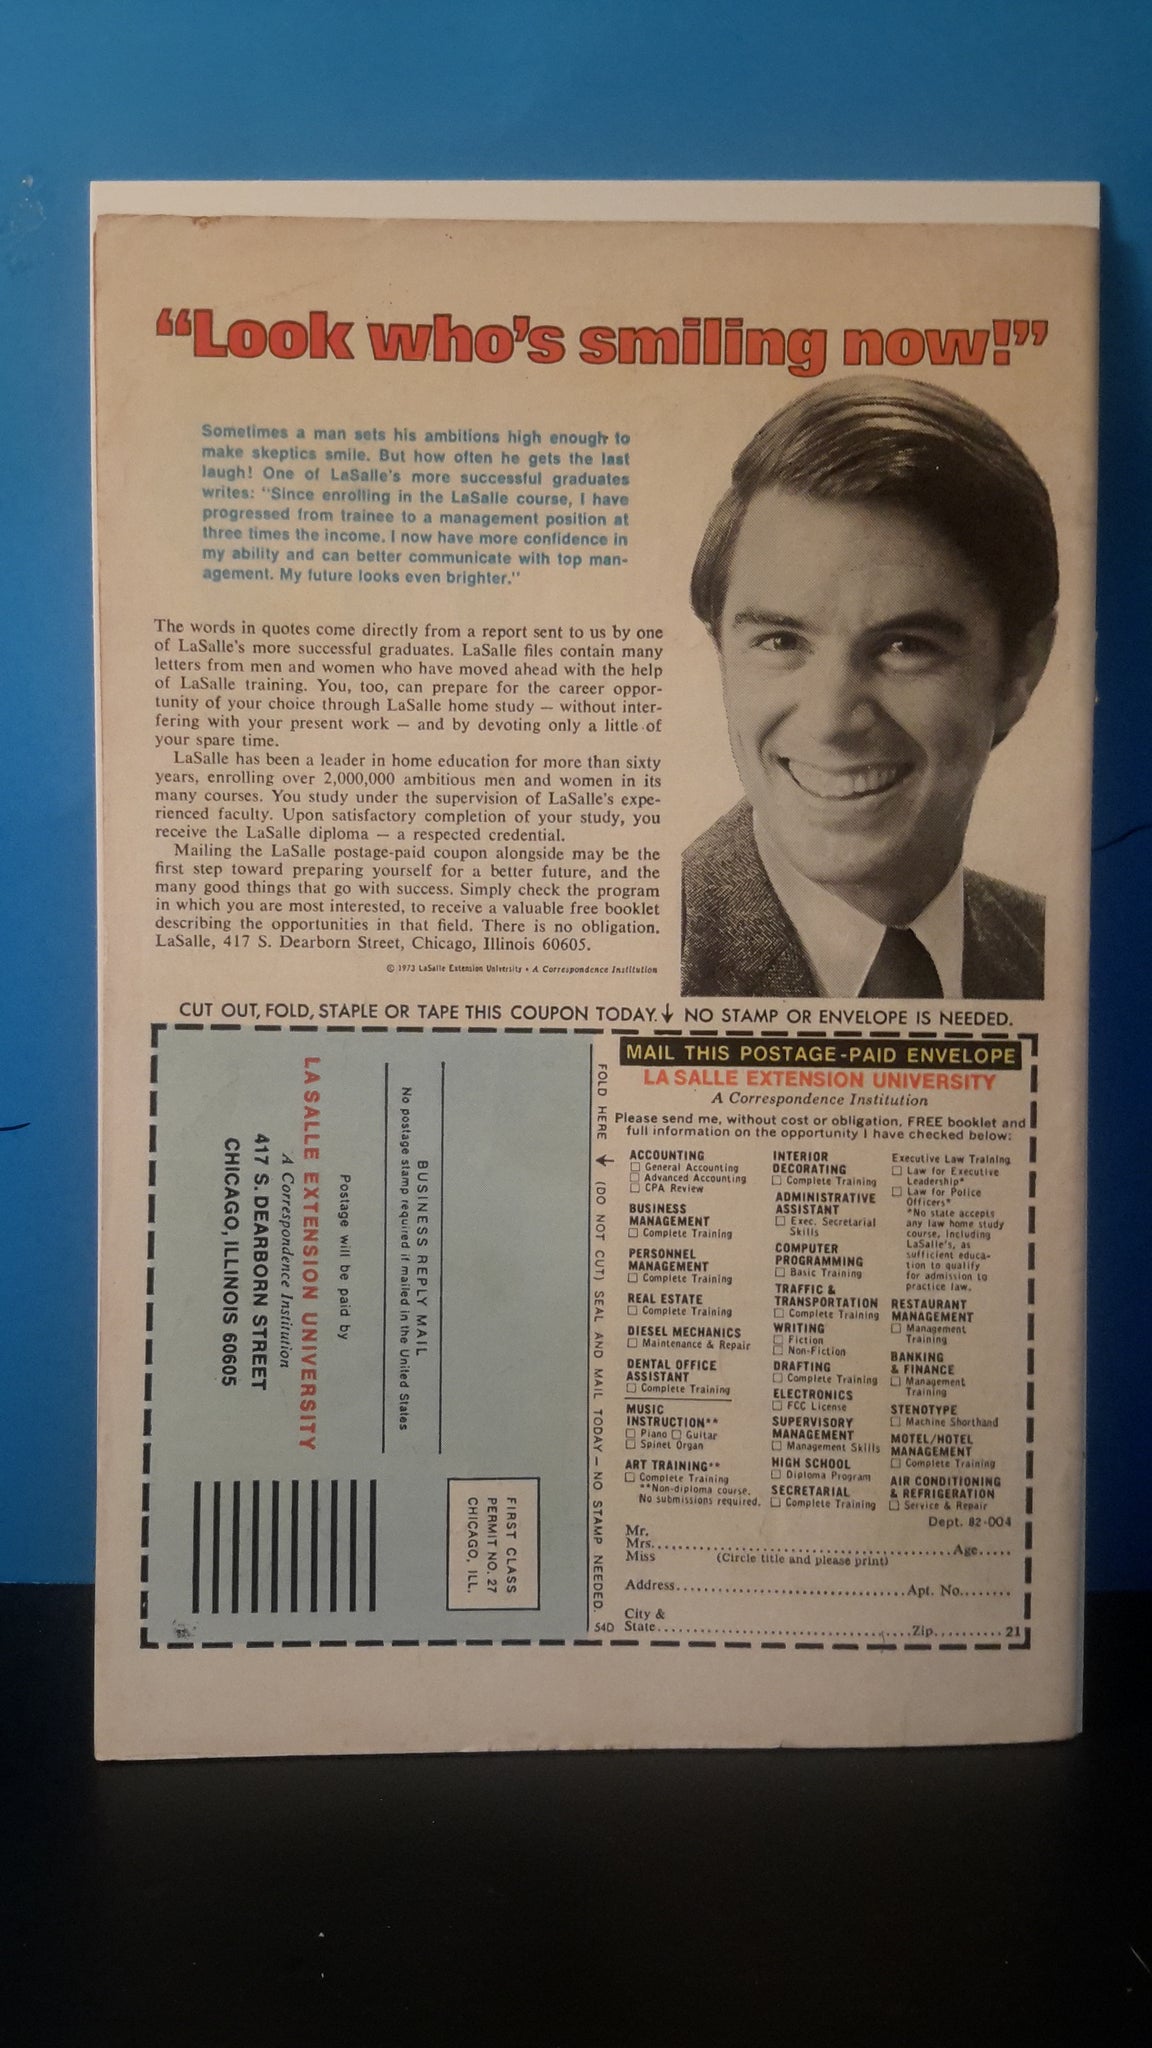 “Look who’s smiling now!”
Sometimes a man sets his ambitions high enough to
make skeptics smile. But how often he gets the last
laugh! One of LaSalle's more successful graduates
writes: "Since enrolling in the LaSalle course, I have
progressed from trainee to a management position at
three times the income. I now have more confidence in
my ability and can better communicate with top man-
agement. My future looks even brighter."
The words in quotes come directly from a report sent to us by one
of LaSalle's more successful graduates. LaSalle files contain many
letters from men and women who have moved ahead with the help
of LaSalle training. You, too, can prepare for the career oppor-
tunity of your choice through LaSalle home study — without inter-
fering with your present work — and by devoting only a little of
your spare time.
LaSalle has been a leader in home education for more than sixty
years, enrolling over 2,000,000 ambitious men and women in its
many courses. You study under the supervision of LaSalle's expe-
rienced faculty. Upon satisfactory completion of your study, you
receive the LaSalle diploma — a respected credential.
Mailing the LaSalle postage-paid coupon alongside may be the
first step toward preparing yourself for a better future, and the
many good things that go with success. Simply check the program
in which you are most interested, to receive a valuable free booklet
describing the opportunities in that field. There is no obligation.
LaSalle, 417 S. Dearborn Street, Chicago, Illinois 60605.
© 1973 LaSalle Extension University • A Correspondence Institution
CUT OUT, FOLD, STAPLE OR TAPE THIS COUPON TODAY. ↓ NO STAMP OR ENVELOPE IS NEEDED.
FIRST CLASS
PERMIT NO. 27
CHICAGO, ILL.
BUSINESS REPLY MAIL
No postage stamp required if mailed in the United States
Postage will be paid by
LA SALLE EXTENSION UNIVERSITY
A Correspondence Institution
417 S. DEARBORN STREET
CHICAGO, ILLINOIS 60605
FOLD HERE → (DO NOT CUT) SEAL AND MAIL TODAY — NO STAMP NEEDED.
54D
MAIL THIS POSTAGE-PAID ENVELOPE
LA SALLE EXTENSION UNIVERSITY
A Correspondence Institution
Please send me, without cost or obligation, FREE booklet and
full information on the opportunity I have checked below:
ACCOUNTING
☐ General Accounting
☐ Advanced Accounting
☐ CPA Review
BUSINESS
MANAGEMENT
☐ Complete Training
PERSONNEL
MANAGEMENT
☐ Complete Training
REAL ESTATE
☐ Complete Training
DIESEL MECHANICS
☐ Maintenance & Repair
DENTAL OFFICE
ASSISTANT
☐ Complete Training
MUSIC
INSTRUCTION**
☐ Piano ☐ Guitar
☐ Spinet Organ
ART TRAINING**
☐ Complete Training
**Non-diploma course.
No submissions required.
INTERIOR
DECORATING
☐ Complete Training
ADMINISTRATIVE
ASSISTANT
☐ Exec. Secretarial
Skills
COMPUTER
PROGRAMMING
☐ Basic Training
TRAFFIC &
TRANSPORTATION
☐ Complete Training
WRITING
☐ Fiction
☐ Non-Fiction
DRAFTING
☐ Complete Training
ELECTRONICS
☐ FCC License
SUPERVISORY
MANAGEMENT
☐ Management Skills
HIGH SCHOOL
☐ Diploma Program
SECRETARIAL
☐ Complete Training
Executive Law Training
☐ Law for Executive
Leadership*
☐ Law for Police
Officers*
*No state accepts
any law home study
course, including
LaSalle's, as
sufficient educa-
tion to qualify
for admission to
practice law.
RESTAURANT
MANAGEMENT
☐ Management
Training
BANKING
& FINANCE
☐ Management
Training
STENOTYPE
☐ Machine Shorthand
MOTEL/HOTEL
MANAGEMENT
☐ Complete Training
AIR CONDITIONING
& REFRIGERATION
☐ Service & Repair
Dept. 82-004
Mr.
Mrs. Age
Miss (Circle title and please print)
Address Apt. No.
City &
State Zip 21